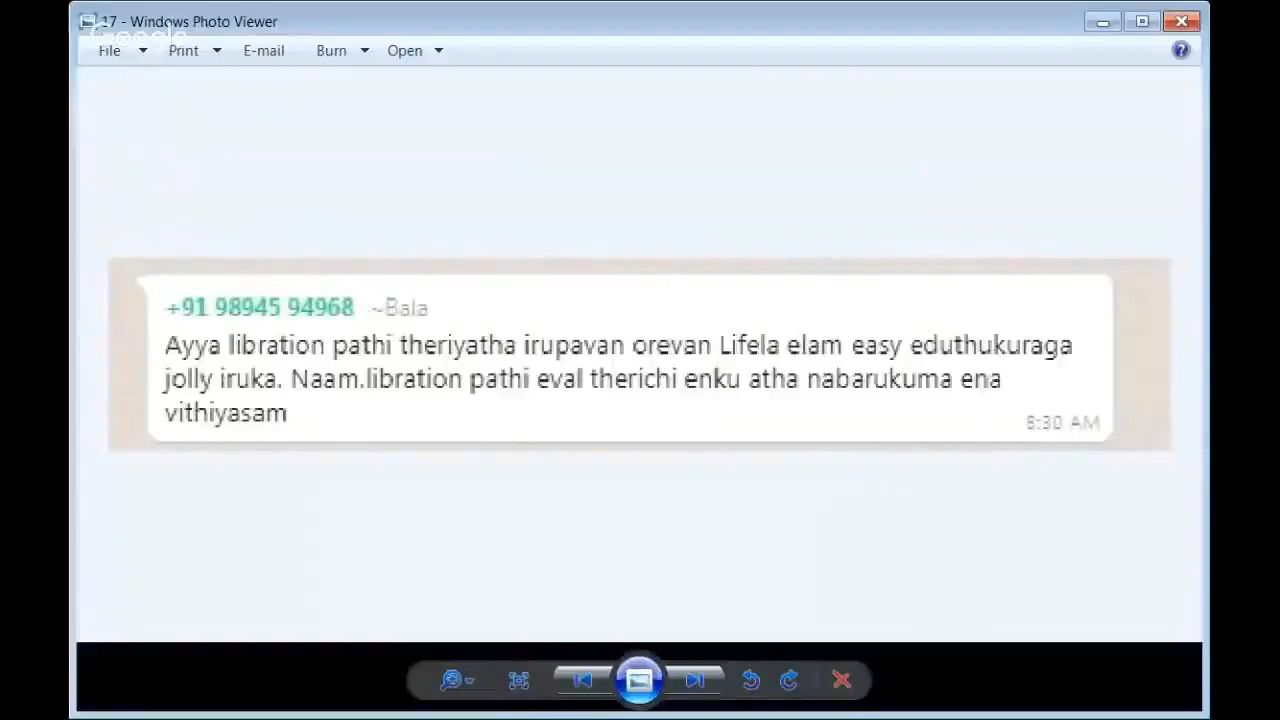 17 - Windows Photo Viewer
Google
File Print E-mail Burn Open
+91 98945 94968 ~Bala
Ayya libration pathi theriyatha irupavan orevan Lifela elam easy eduthukuraga
jolly iruka. Naam.libration pathi eval therichi enku atha nabarukuma ena
vithiyasam
8:30 AM